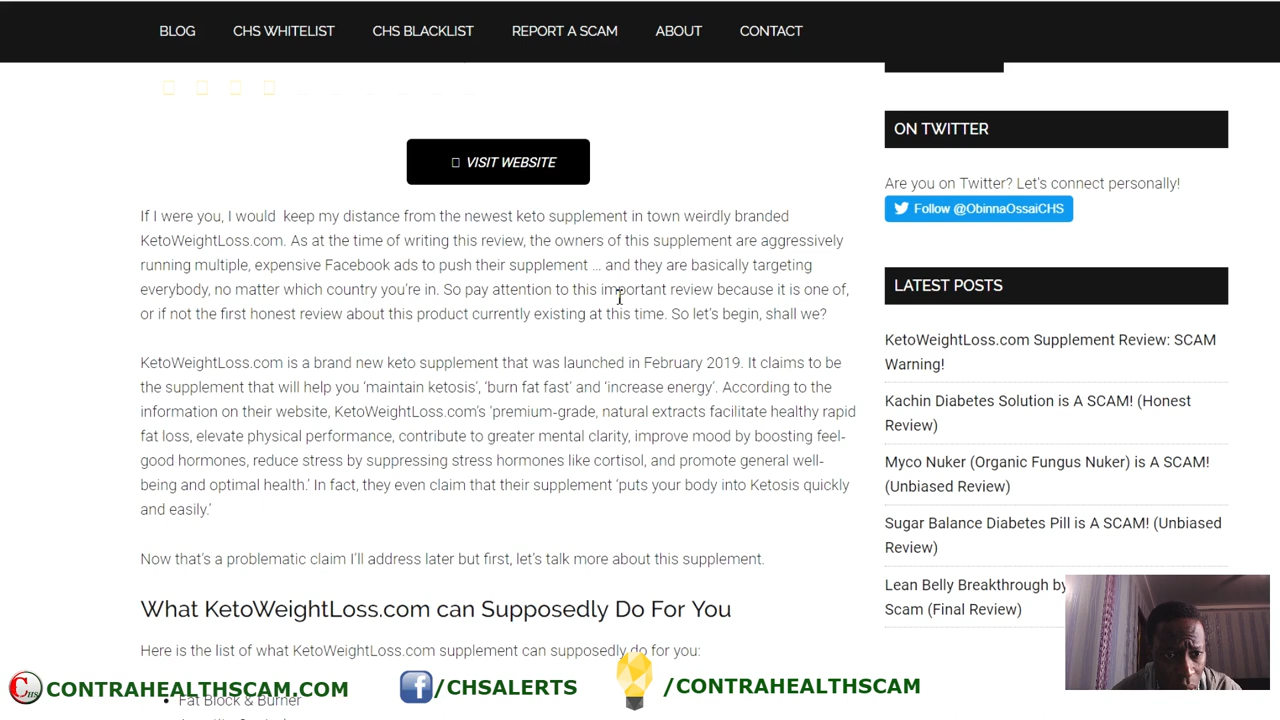 BLOG
CHS WHITELIST
CHS BLACKLIST
REPORT A SCAM
ABOUT
CONTACT
VISIT WEBSITE
If I were you, I would  keep my distance from the newest keto supplement in town weirdly branded
KetoWeightLoss.com. As at the time of writing this review, the owners of this supplement are aggressively
running multiple, expensive Facebook ads to push their supplement … and they are basically targeting
everybody, no matter which country you're in. So pay attention to this important review because it is one of,
or if not the first honest review about this product currently existing at this time. So let's begin, shall we?
KetoWeightLoss.com is a brand new keto supplement that was launched in February 2019. It claims to be
the supplement that will help you ‘maintain ketosis’, ‘burn fat fast’ and ‘increase energy’. According to the
information on their website, KetoWeightLoss.com’s ‘premium-grade, natural extracts facilitate healthy rapid
fat loss, elevate physical performance, contribute to greater mental clarity, improve mood by boosting feel-
good hormones, reduce stress by suppressing stress hormones like cortisol, and promote general well-
being and optimal health.’ In fact, they even claim that their supplement ‘puts your body into Ketosis quickly
and easily.’
Now that’s a problematic claim I’ll address later but first, let’s talk more about this supplement.
What KetoWeightLoss.com can Supposedly Do For You
Here is the list of what KetoWeightLoss.com supplement can supposedly do for you:
• Fat Block & Burner
ON TWITTER
Are you on Twitter? Let's connect personally!
Follow @ObinnaOssaiCHS
LATEST POSTS
KetoWeightLoss.com Supplement Review: SCAM
Warning!
Kachin Diabetes Solution is A SCAM! (Honest
Review)
Myco Nuker (Organic Fungus Nuker) is A SCAM!
(Unbiased Review)
Sugar Balance Diabetes Pill is A SCAM! (Unbiased
Review)
Lean Belly Breakthrough by
Scam (Final Review)
CHS CONTRAHEALTHSCAM.COM
/CHSALERTS
/CONTRAHEALTHSCAM